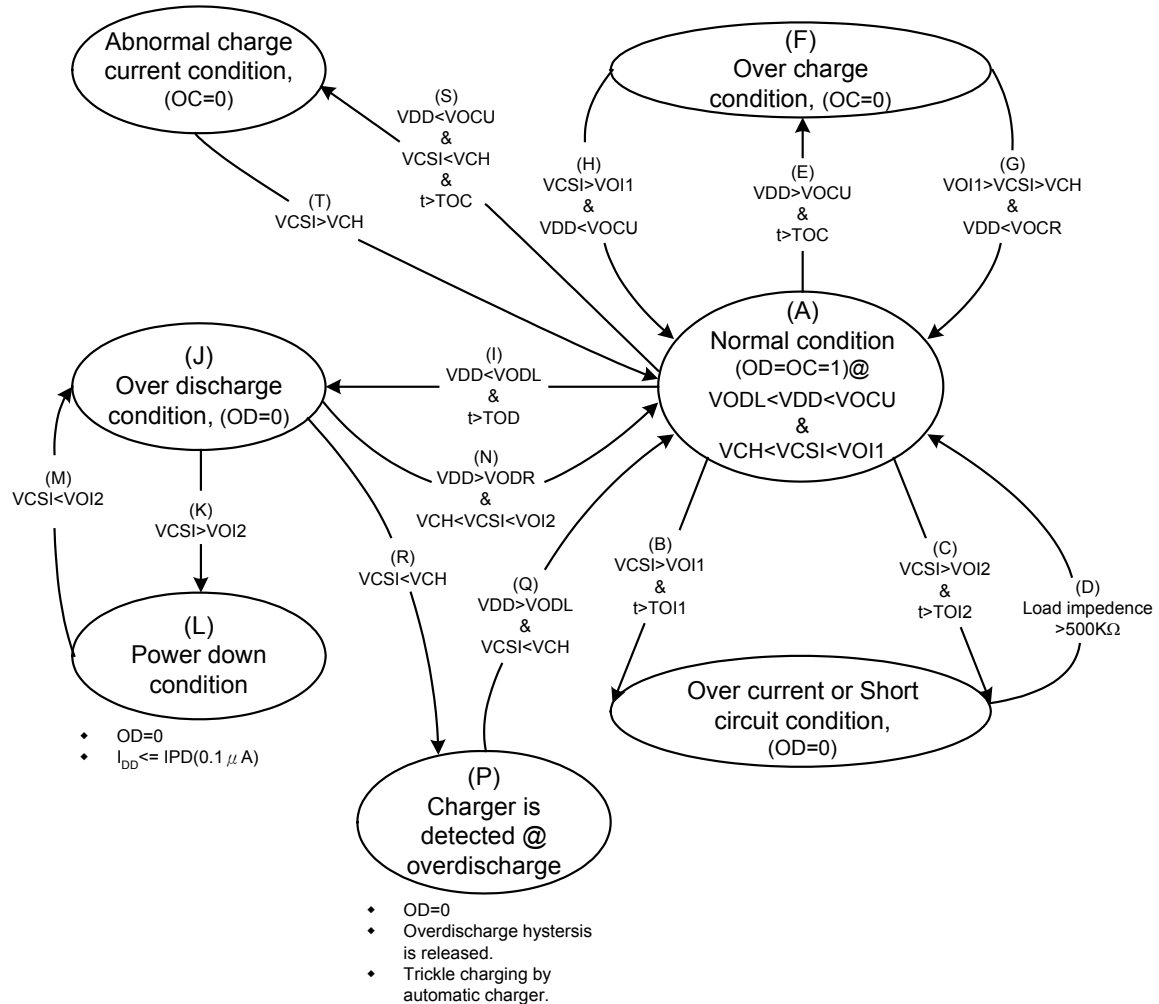 Abnormal charge
current condition,
(OC=0)
(F)
Over charge
condition, (OC=0)
(S)
VDD<VOCU
&
VCSI<VCH
&
t>TOC
(H)
VCSI>VOI1
&
VDD<VOCU
(E)
VDD>VOCU
&
t>TOC
(G)
VOI1>VCSI>VCH
&
VDD<VOCR
(T)
VCSI>VCH
(A)
Normal condition
(OD=OC=1)@
VODL<VDD<VOCU
&
VCH<VCSI<VOI1
(J)
Over discharge
condition, (OD=0)
(I)
VDD<VODL
&
t>TOD
(N)
VDD>VODR
&
VCH<VCSI<VOI2
(M)
VCSI<VOI2
(K)
VCSI>VOI2
(R)
VCSI<VCH
(Q)
VDD>VODL
&
VCSI<VCH
(B)
VCSI>VOI1
&
t>TOI1
(C)
VCSI>VOI2
&
t>TOI2
(D)
Load impedence
>500KΩ
(L)
Power down
condition
◆ OD=0
◆ IDD<= IPD(0.1 μ A)
Over current or Short
circuit condition,
(OD=0)
(P)
Charger is
detected @
overdischarge
◆ OD=0
◆ Overdischarge hystersis
is released.
◆ Trickle charging by
automatic charger.